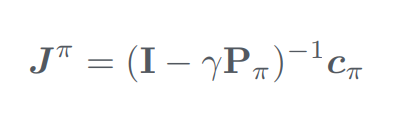 J^π = (I − γP_π)^{−1} c_π